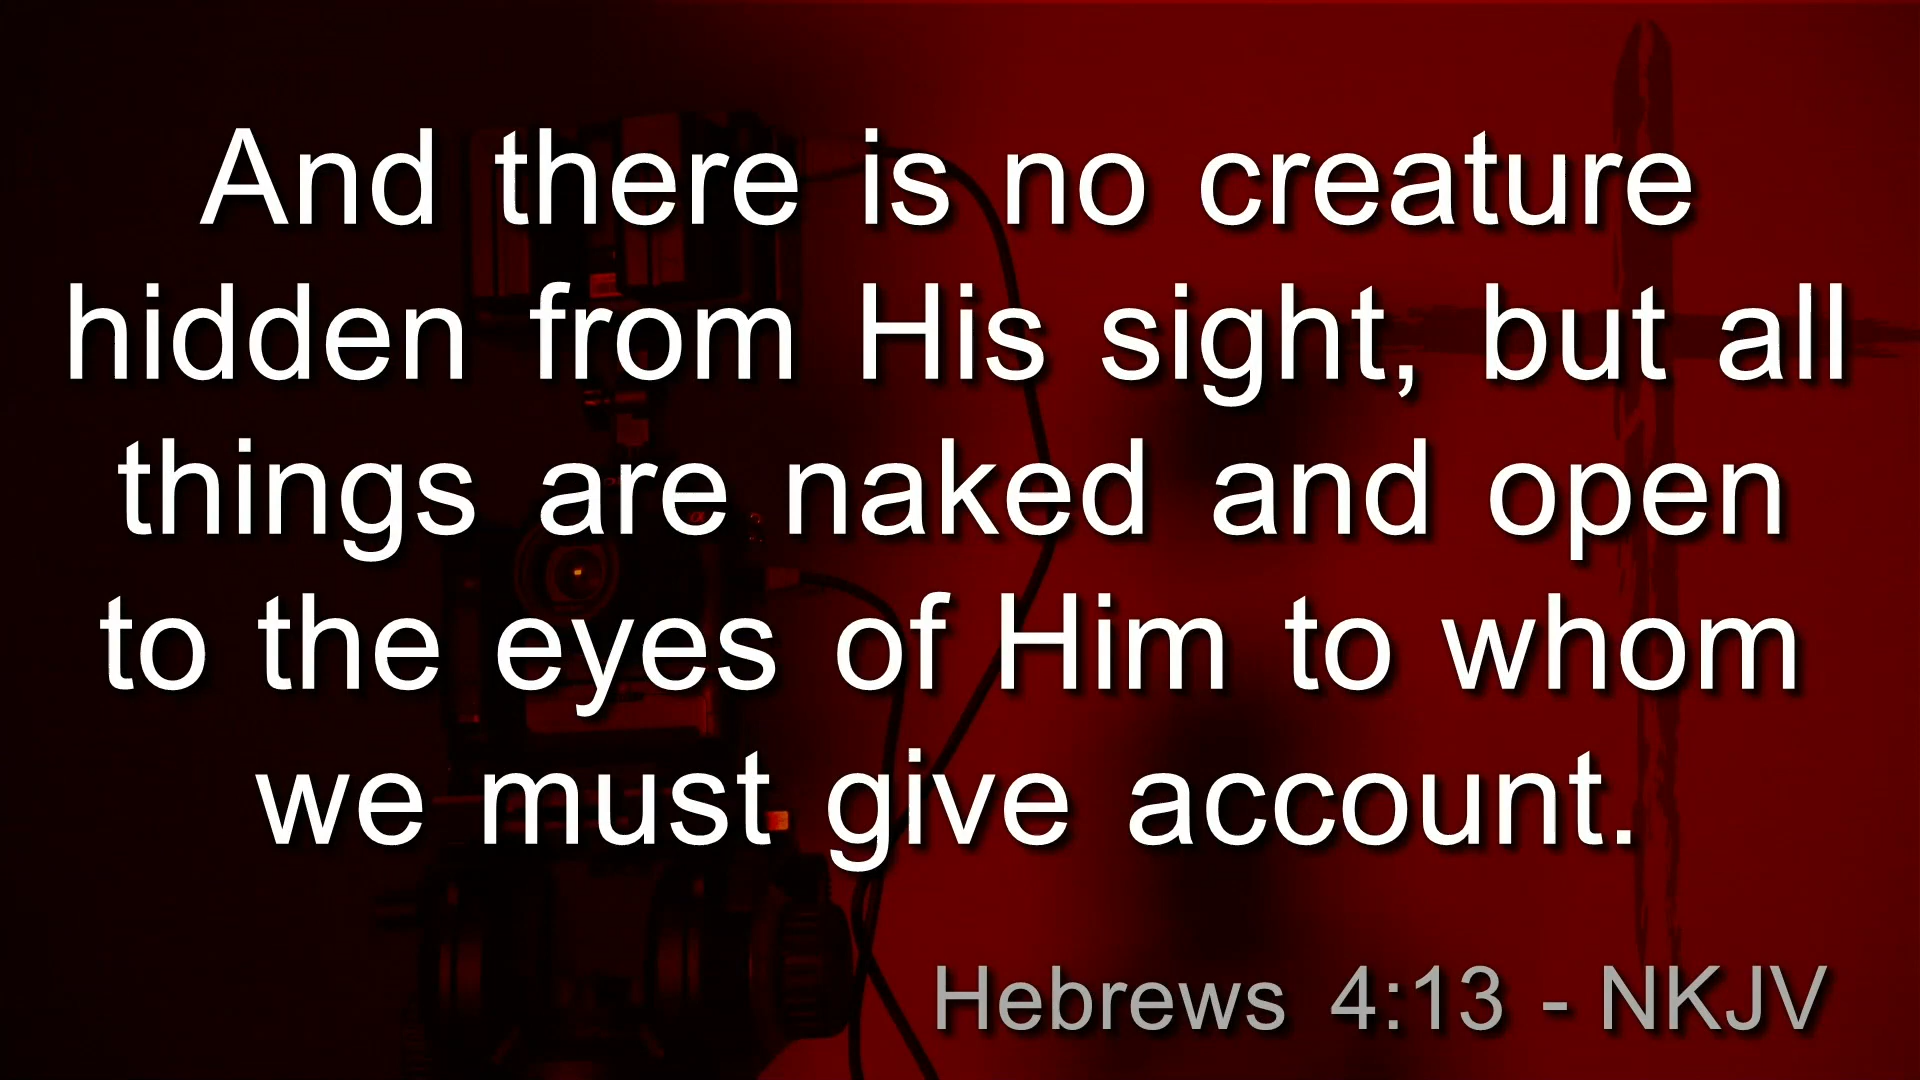 And there is no creature
hidden from His sight, but all
things are naked and open
to the eyes of Him to whom
we must give account.
Hebrews 4:13 - NKJV